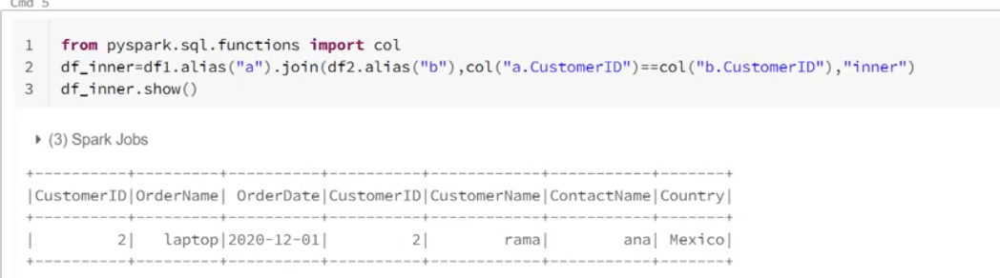 Cmd 5
1 from pyspark.sql.functions import col
2 df_inner=df1.alias("a").join(df2.alias("b"),col("a.CustomerID")==col("b.CustomerID"),"inner")
3 df_inner.show()
(3) Spark Jobs
+----------+---------+----------+----------+------------+-----------+-------+
|CustomerID|OrderName| OrderDate|CustomerID|CustomerName|ContactName|Country|
+----------+---------+----------+----------+------------+-----------+-------+
|         2|   laptop|2020-12-01|         2|        rama|        ana| Mexico|
+----------+---------+----------+----------+------------+-----------+-------+